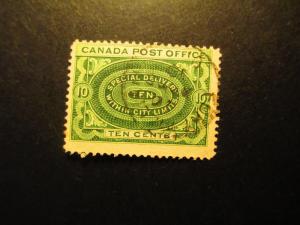 CANADA POST OFFICE
SPECIAL DELIVERY
10 TEN 10
WITHIN CITY LIMITS
TEN CENTS